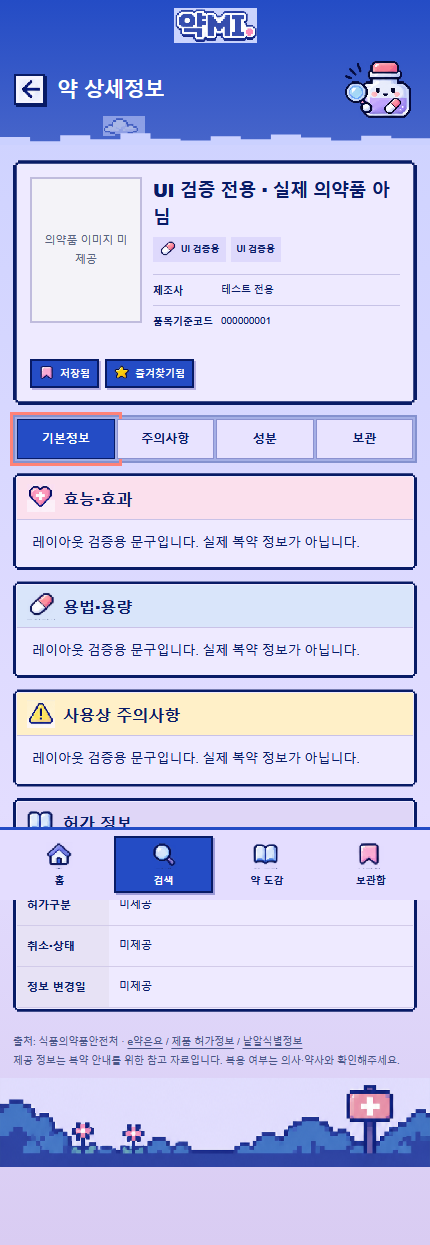 약MI.
약 상세정보
의약품 이미지 미
제공
UI 검증 전용 · 실제 의약품 아
님
UI 검증용
UI 검증용
제조사 테스트 전용
품목기준코드 000000001
저장됨
즐겨찾기됨
기본정보
주의사항
성분
보관
효능·효과
레이아웃 검증용 문구입니다. 실제 복약 정보가 아닙니다.
용법·용량
레이아웃 검증용 문구입니다. 실제 복약 정보가 아닙니다.
사용상 주의사항
레이아웃 검증용 문구입니다. 실제 복약 정보가 아닙니다.
허가 정보
홈
검색
약 도감
보관함
허가구분 미제공
취소·상태 미제공
정보 변경일 미제공
출처: 식품의약품안전처 · e약은요 / 제품 허가정보 / 낱알식별정보
제공 정보는 복약 안내를 위한 참고 자료입니다. 복용 여부는 의사·약사와 확인해주세요.